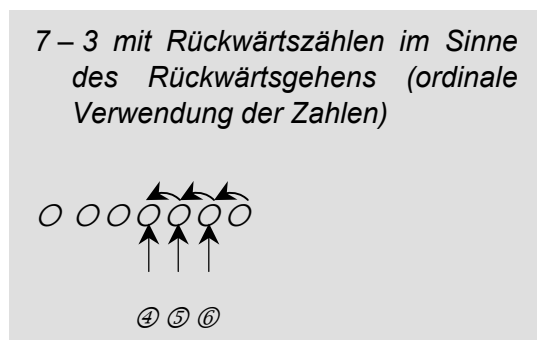 7 – 3 mit Rückwärtszählen im Sinne
des Rückwärtsgehens (ordinale
Verwendung der Zahlen)
④ ⑤ ⑥